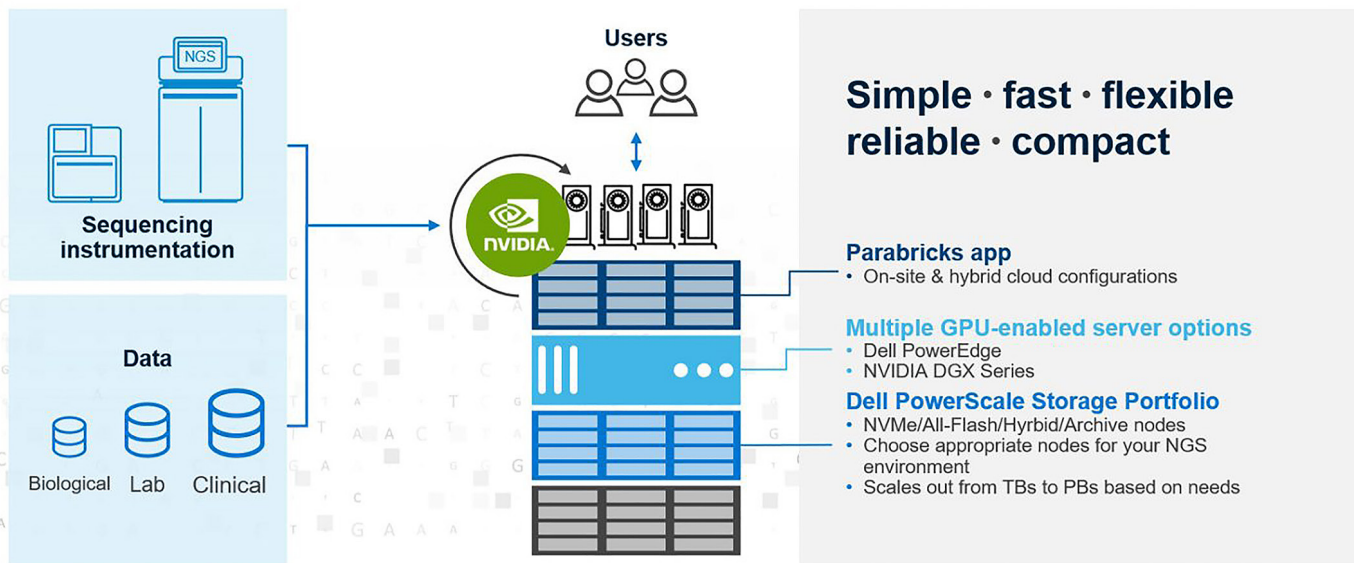 NGS
Sequencing
instrumentation
Data
Biological
Lab
Clinical
Users
NVIDIA.
Simple · fast · flexible
reliable · compact
Parabricks app
• On-site & hybrid cloud configurations
Multiple GPU-enabled server options
• Dell PowerEdge
• NVIDIA DGX Series
Dell PowerScale Storage Portfolio
• NVMe/All-Flash/Hyrbid/Archive nodes
• Choose appropriate nodes for your NGS
environment
• Scales out from TBs to PBs based on needs